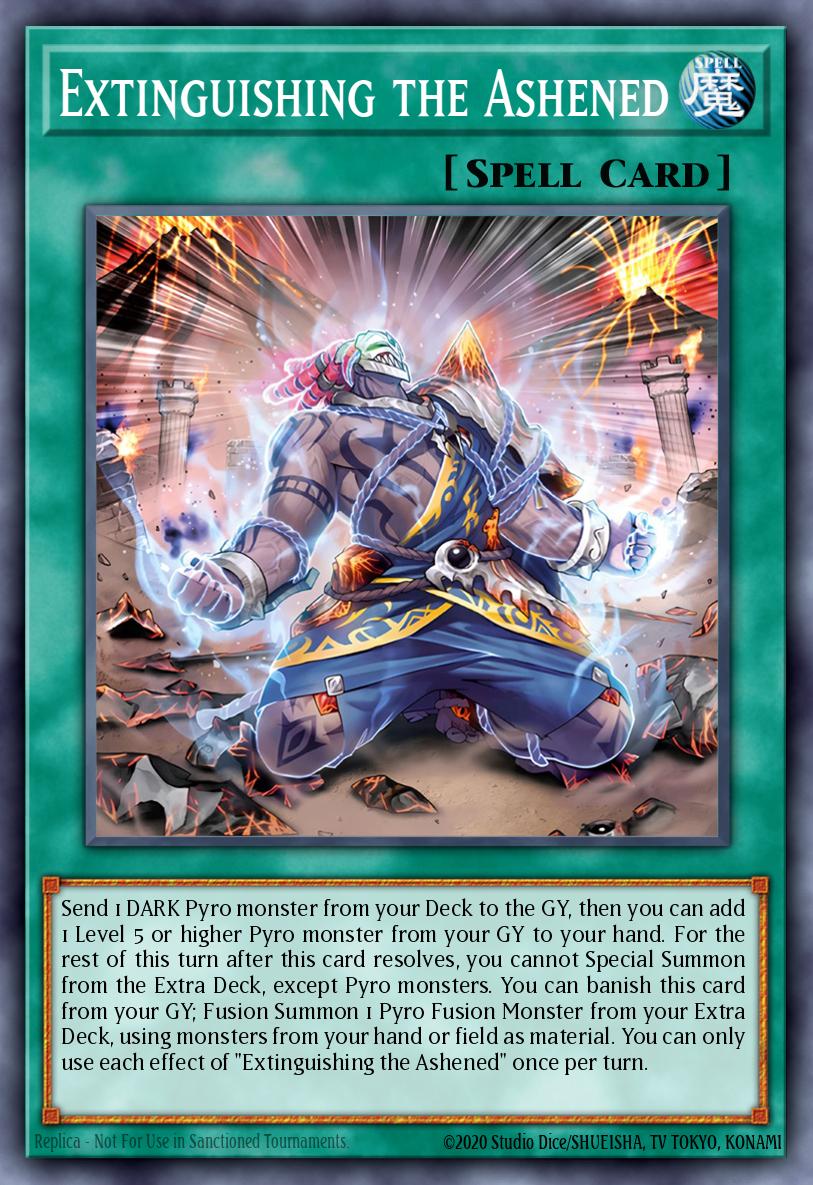 Extinguishing the Ashened
SPELL
魔
[ Spell Card ]
Send 1 DARK Pyro monster from your Deck to the GY, then you can add
1 Level 5 or higher Pyro monster from your GY to your hand. For the
rest of this turn after this card resolves, you cannot Special Summon
from the Extra Deck, except Pyro monsters. You can banish this card
from your GY; Fusion Summon 1 Pyro Fusion Monster from your Extra
Deck, using monsters from your hand or field as material. You can only
use each effect of "Extinguishing the Ashened" once per turn.
Replica - Not For Use in Sanctioned Tournaments.
©2020 Studio Dice/SHUEISHA, TV TOKYO, KONAMI